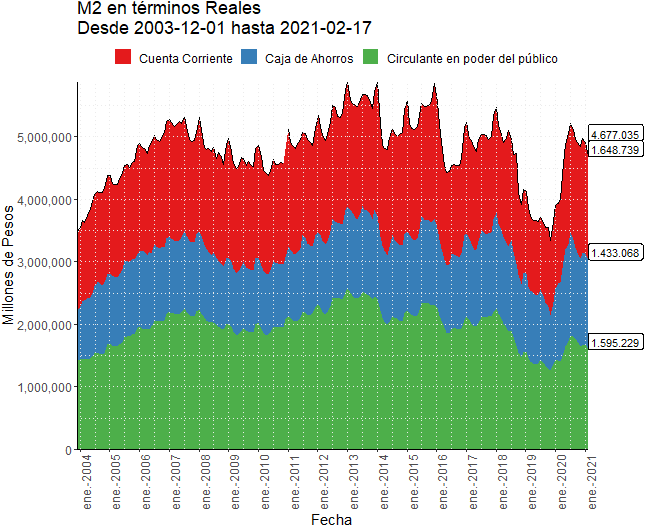 M2 en términos Reales
Desde 2003-12-01 hasta 2021-02-17
Cuenta Corriente
Caja de Ahorros
Circulante en poder del público
Millones de Pesos
5,000,000
4,000,000
3,000,000
2,000,000
1,000,000
0
4.677.035
1.648.739
1.433.068
1.595.229
ene.-2004
ene.-2005
ene.-2006
ene.-2007
ene.-2008
ene.-2009
ene.-2010
ene.-2011
ene.-2012
ene.-2013
ene.-2014
ene.-2015
ene.-2016
ene.-2017
ene.-2018
ene.-2019
ene.-2020
ene.-2021
Fecha